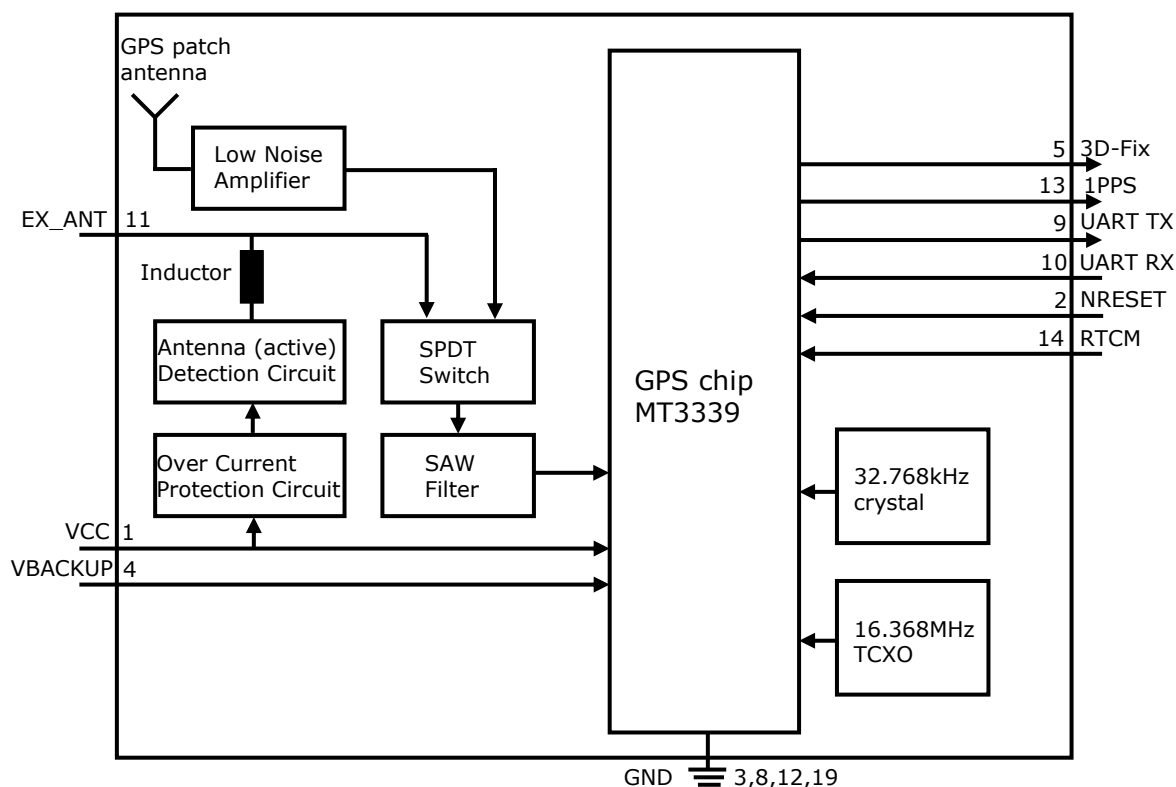 GPS patch
antenna
Low Noise
Amplifier
EX_ANT 11
Inductor
Antenna (active)
Detection Circuit
Over Current
Protection Circuit
SPDT
Switch
SAW
Filter
VCC 1
VBACKUP 4
GPS chip
MT3339
5 3D-Fix
13 1PPS
9 UART TX
10 UART RX
2 NRESET
14 RTCM
32.768kHz
crystal
16.368MHz
TCXO
GND 3,8,12,19